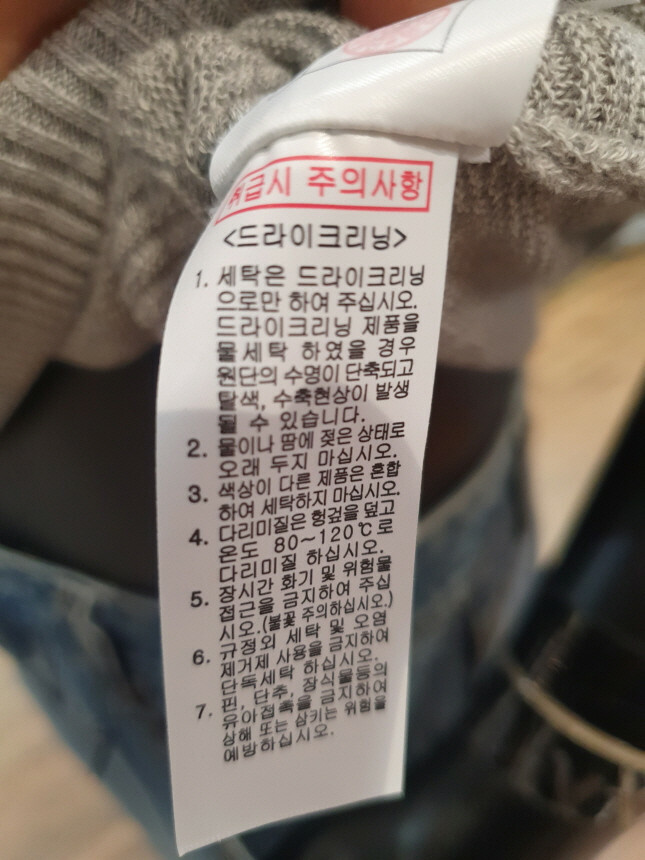 취급시 주의사항
<드라이크리닝>
1. 세탁은 드라이크리닝
으로만 하여 주십시오.
드라이크리닝 제품을
물세탁 하였을 경우
원단의 수명이 단축되고
탈색, 수축현상이 발생
될 수 있습니다.
2. 물이나 땀에 젖은 상태로
오래 두지 마십시오.
3. 색상이 다른 제품은 혼합
하여 세탁하지 마십시오.
4. 다리미질은 헝겊을 덮고
온도 80~120℃로
다리미질 하십시오.
5. 장시간 화기 및 위험물
접근을 금지하여 주십
시오.(불꽃 주의하십시오.)
6. 규정외 세탁 및 오염
제거제 사용을 금지하여
단독세탁 하십시오.
7. 핀, 단추, 장식물등의
유아접촉을 금지하여
상해 또는 삼키는 위험을
예방하십시오.